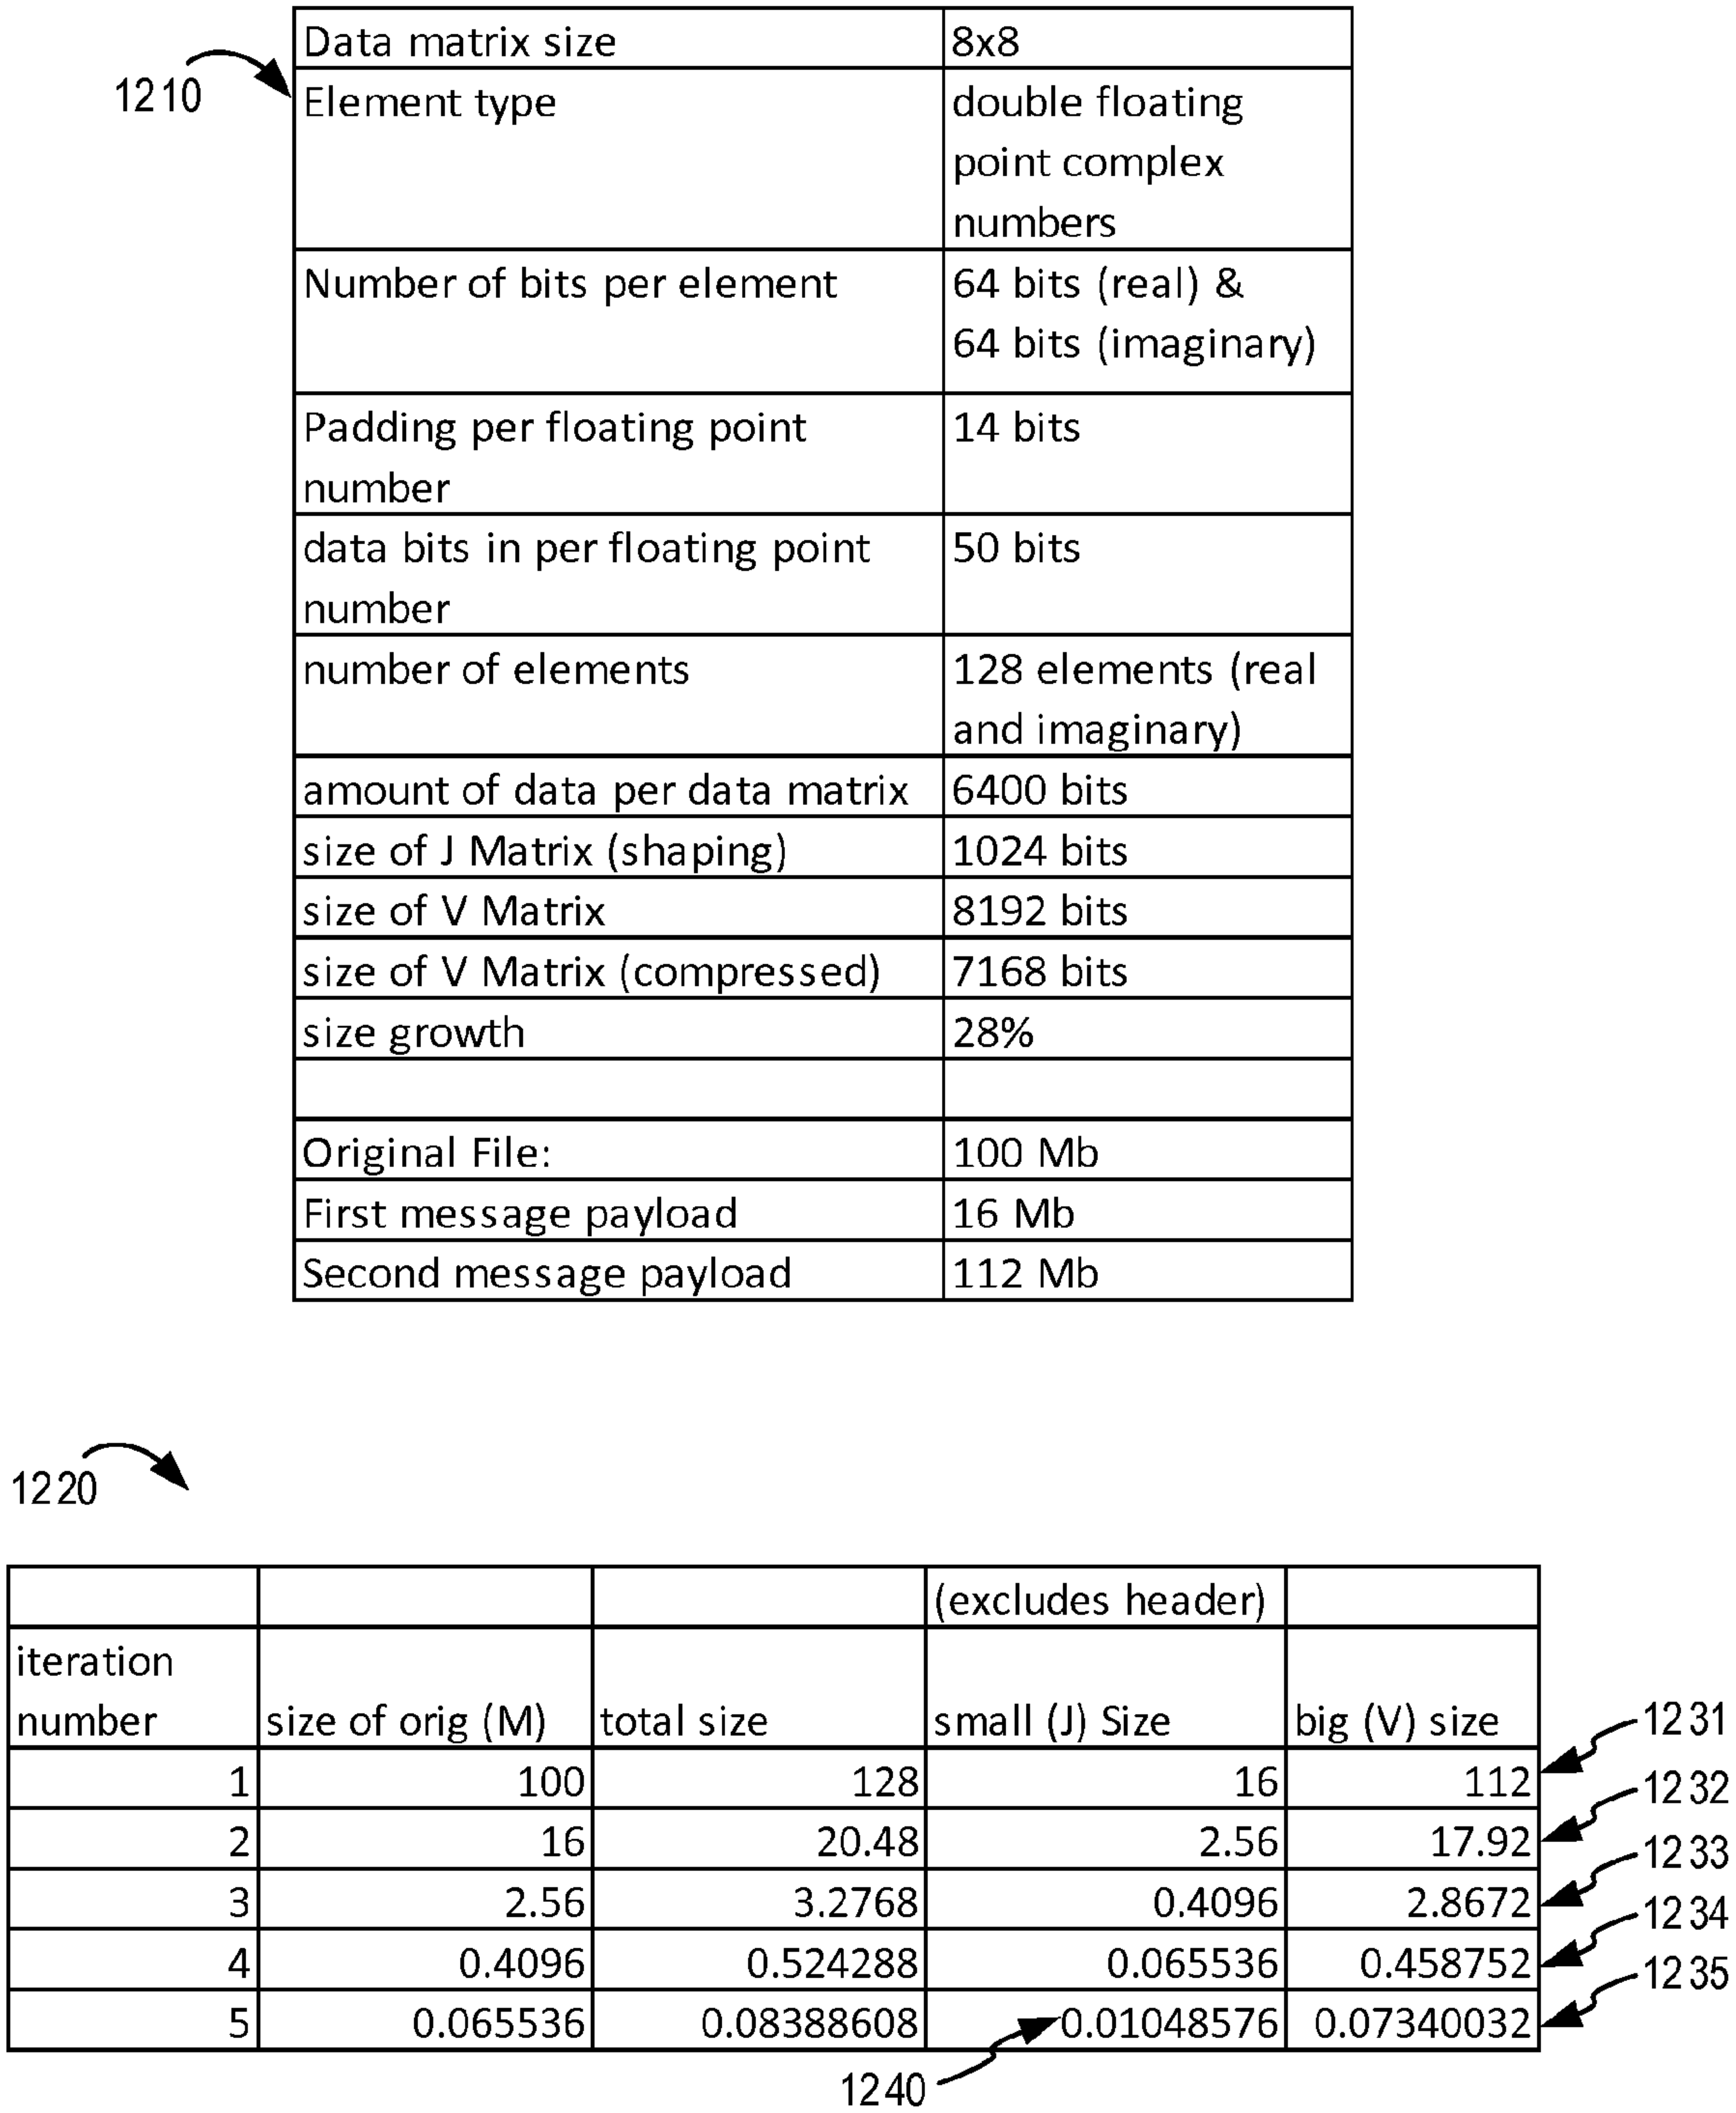 Data matrix size 8x8
1210
Element type double floating
point complex
numbers
Number of bits per element 64 bits (real) &
64 bits (imaginary)
Padding per floating point 14 bits
number
data bits in per floating point 50 bits
number
number of elements 128 elements (real
and imaginary)
amount of data per data matrix 6400 bits
size of J Matrix (shaping) 1024 bits
size of V Matrix 8192 bits
size of V Matrix (compressed) 7168 bits
size growth 28%
Original File: 100 Mb
First message payload 16 Mb
Second message payload 112 Mb
1220
(excludes header)
iteration
number size of orig (M) total size small (J) Size big (V) size
1231
1 100 128 16 112
1232
2 16 20.48 2.56 17.92
1233
3 2.56 3.2768 0.4096 2.8672
1234
4 0.4096 0.524288 0.065536 0.458752
1235
5 0.065536 0.08388608 0.01048576 0.07340032
1240